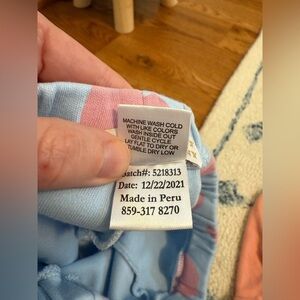 MACHINE WASH COLD
WITH LIKE COLORS
WASH INSIDE OUT
GENTLE CYCLE
LAY FLAT TO DRY OR
TUMBLE DRY LOW
Batch#: 5218313
Date: 12/22/2021
Made in Peru
859-317 8270